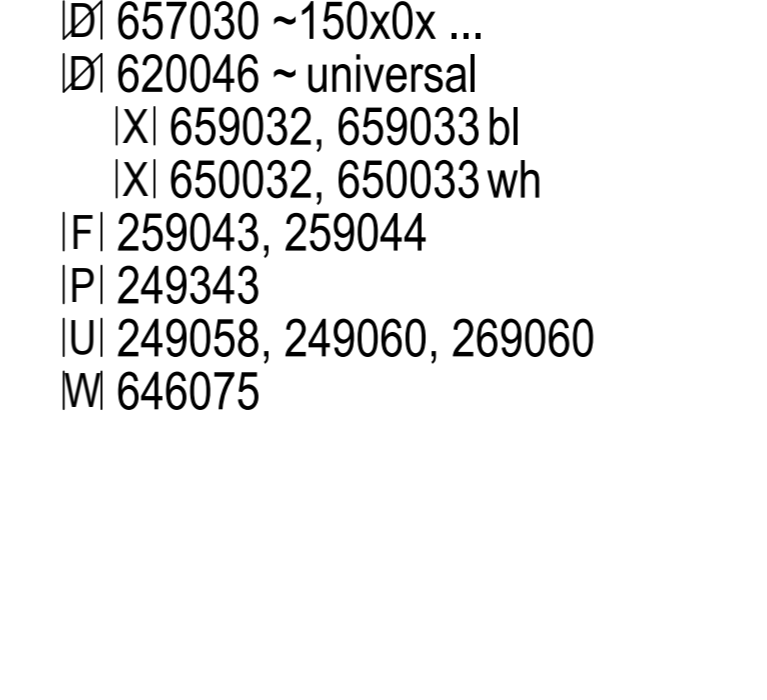 |D| 657030 ~150x0x ...
|D| 620046 ~ universal
|X| 659032, 659033 bl
|X| 650032, 650033 wh
|F| 259043, 259044
|P| 249343
|U| 249058, 249060, 269060
|W| 646075